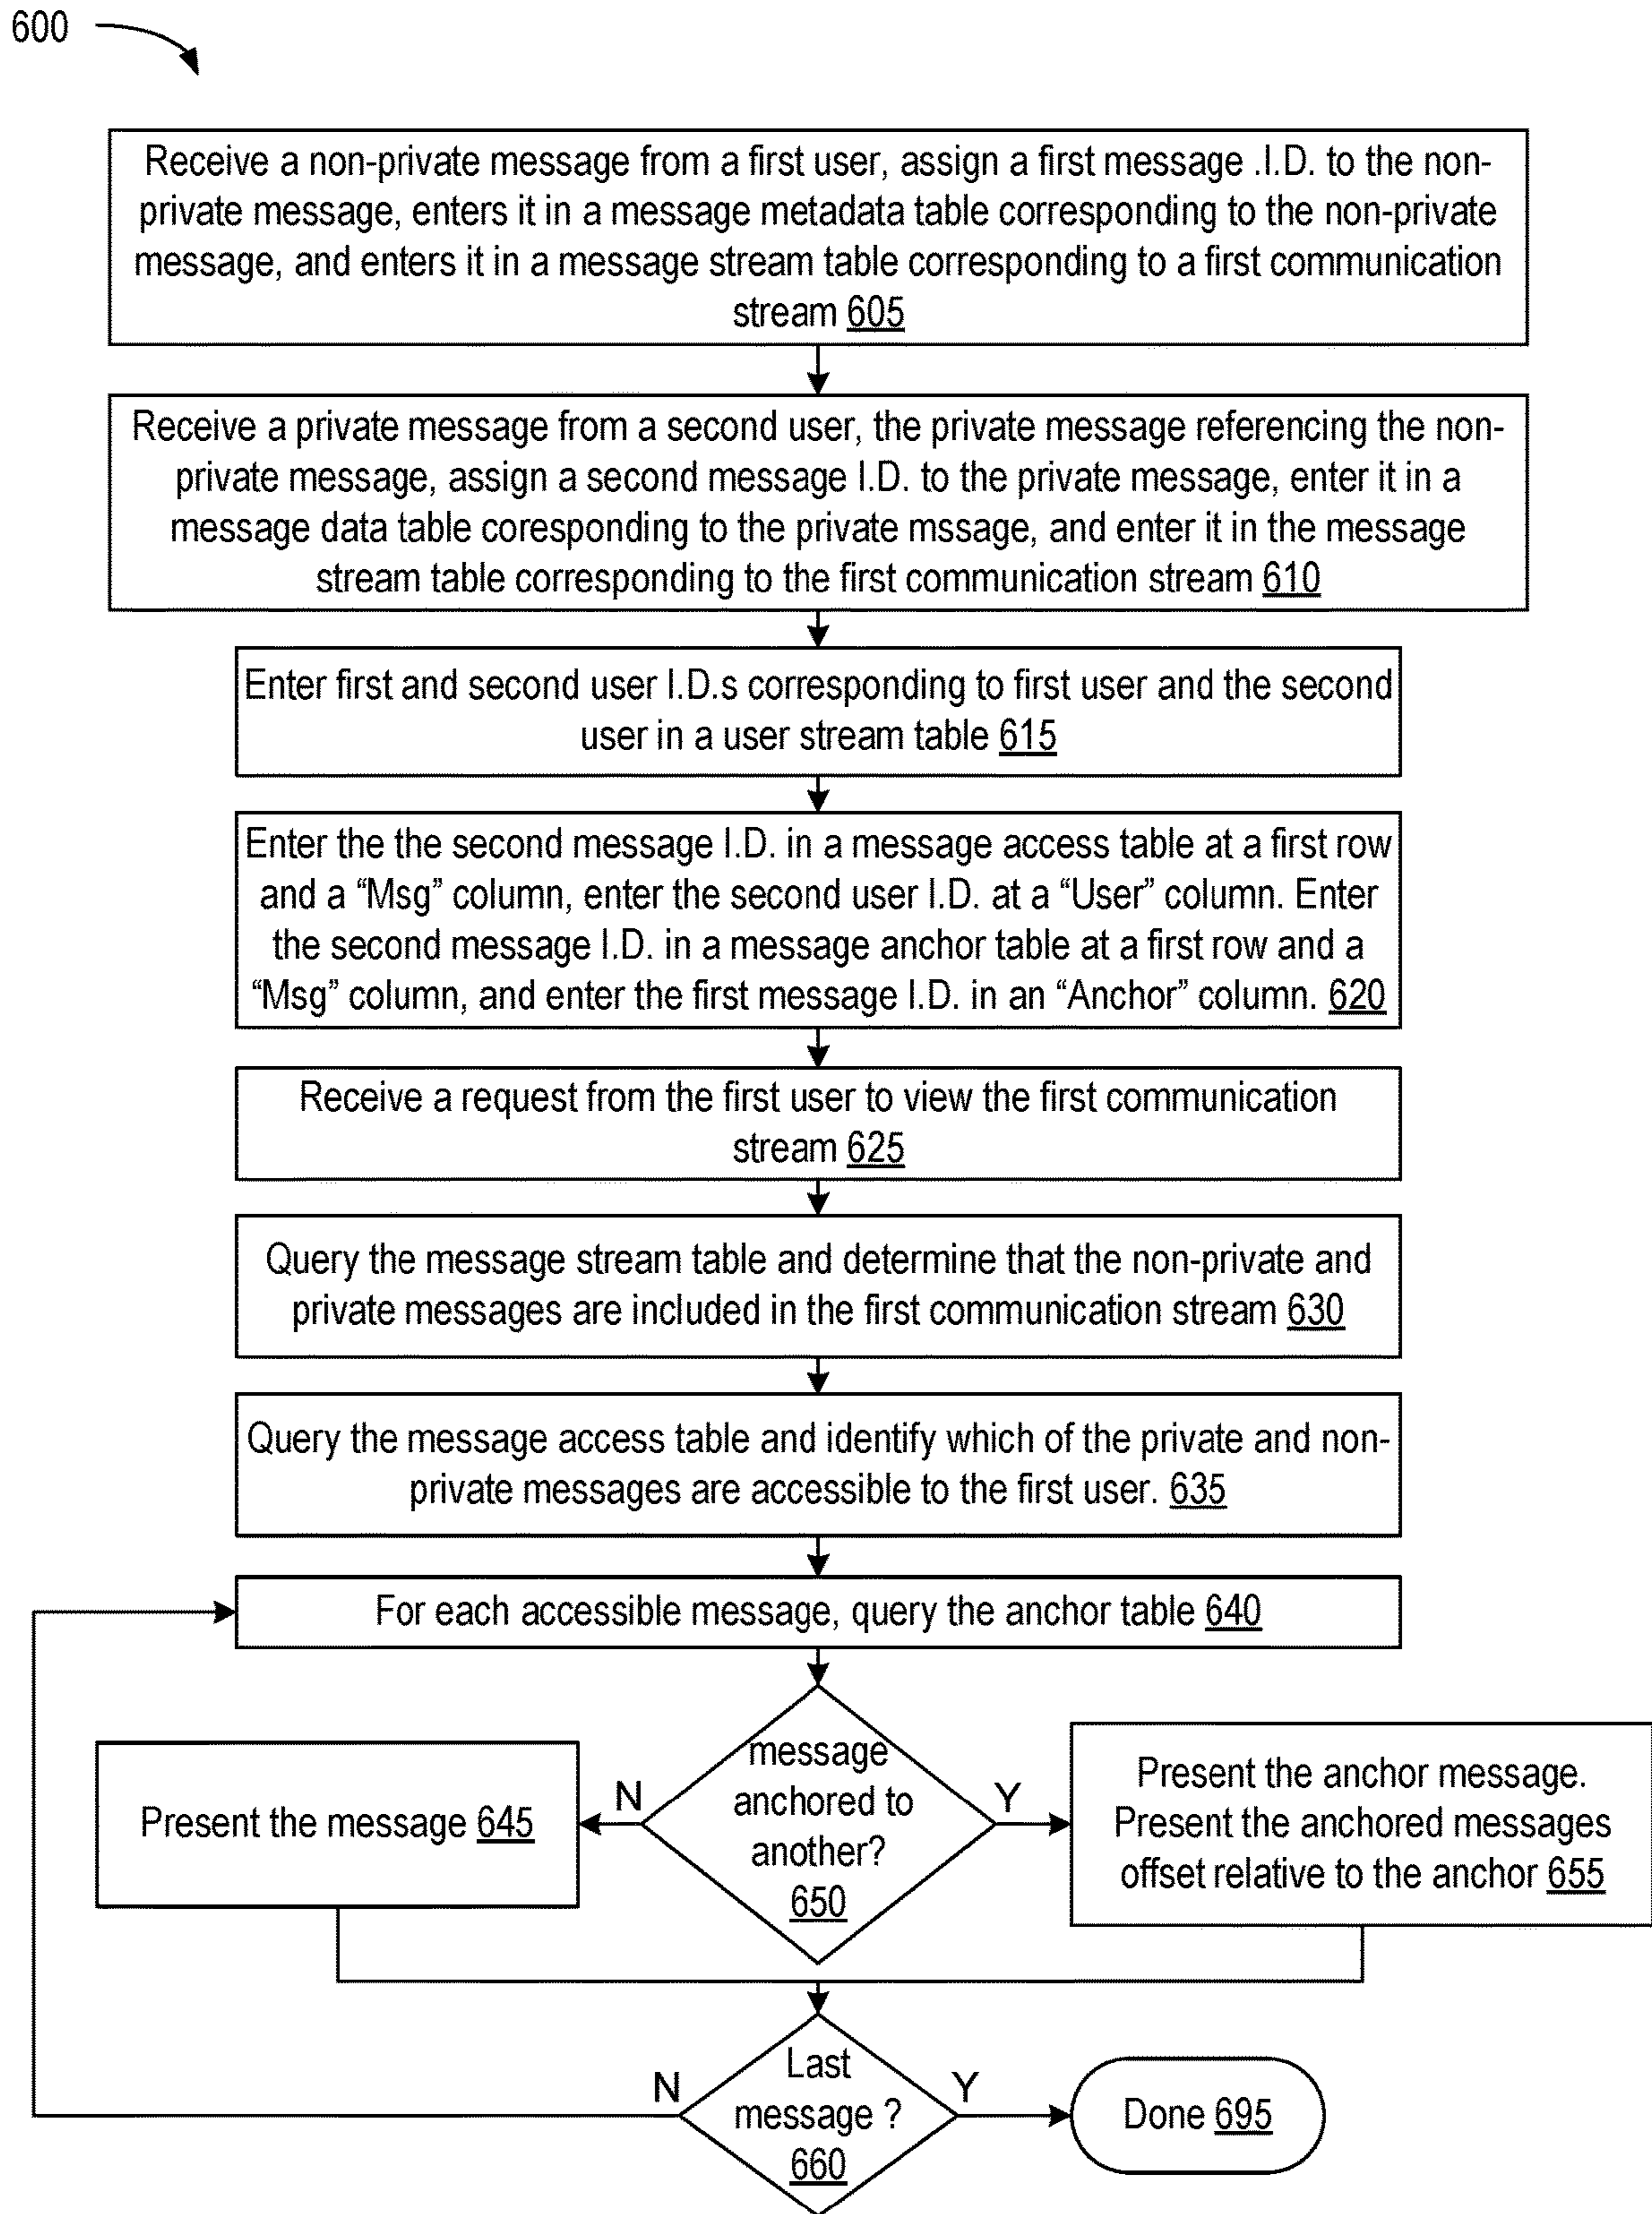 600
Receive a non-private message from a first user, assign a first message .I.D. to the non-
private message, enters it in a message metadata table corresponding to the non-private
message, and enters it in a message stream table corresponding to a first communication
stream 605
Receive a private message from a second user, the private message referencing the non-
private message, assign a second message I.D. to the private message, enter it in a
message data table coresponding to the private mssage, and enter it in the message
stream table corresponding to the first communication stream 610
Enter first and second user I.D.s corresponding to first user and the second
user in a user stream table 615
Enter the the second message I.D. in a message access table at a first row
and a “Msg” column, enter the second user I.D. at a “User” column. Enter
the second message I.D. in a message anchor table at a first row and a
“Msg” column, and enter the first message I.D. in an “Anchor” column. 620
Receive a request from the first user to view the first communication
stream 625
Query the message stream table and determine that the non-private and
private messages are included in the first communication stream 630
Query the message access table and identify which of the private and non-
private messages are accessible to the first user. 635
For each accessible message, query the anchor table 640
message
anchored to
another?
650
N
Y
Present the message 645
Present the anchor message.
Present the anchored messages
offset relative to the anchor 655
Last
message ?
660
N
Y
Done 695